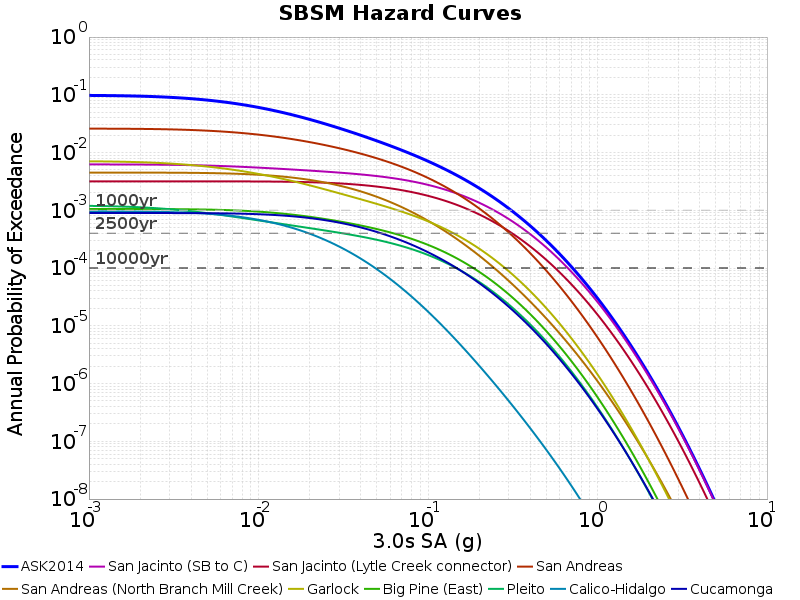 SBSM Hazard Curves
10^0
10^-1
10^-2
10^-3
10^-4
10^-5
10^-6
10^-7
10^-8
Annual Probability of Exceedance
1000yr
2500yr
10000yr
10^-3 10^-2 10^-1 10^0 10^1
3.0s SA (g)
ASK2014 San Jacinto (SB to C) San Jacinto (Lytle Creek connector) San Andreas
San Andreas (North Branch Mill Creek) Garlock Big Pine (East) Pleito Calico-Hidalgo Cucamonga